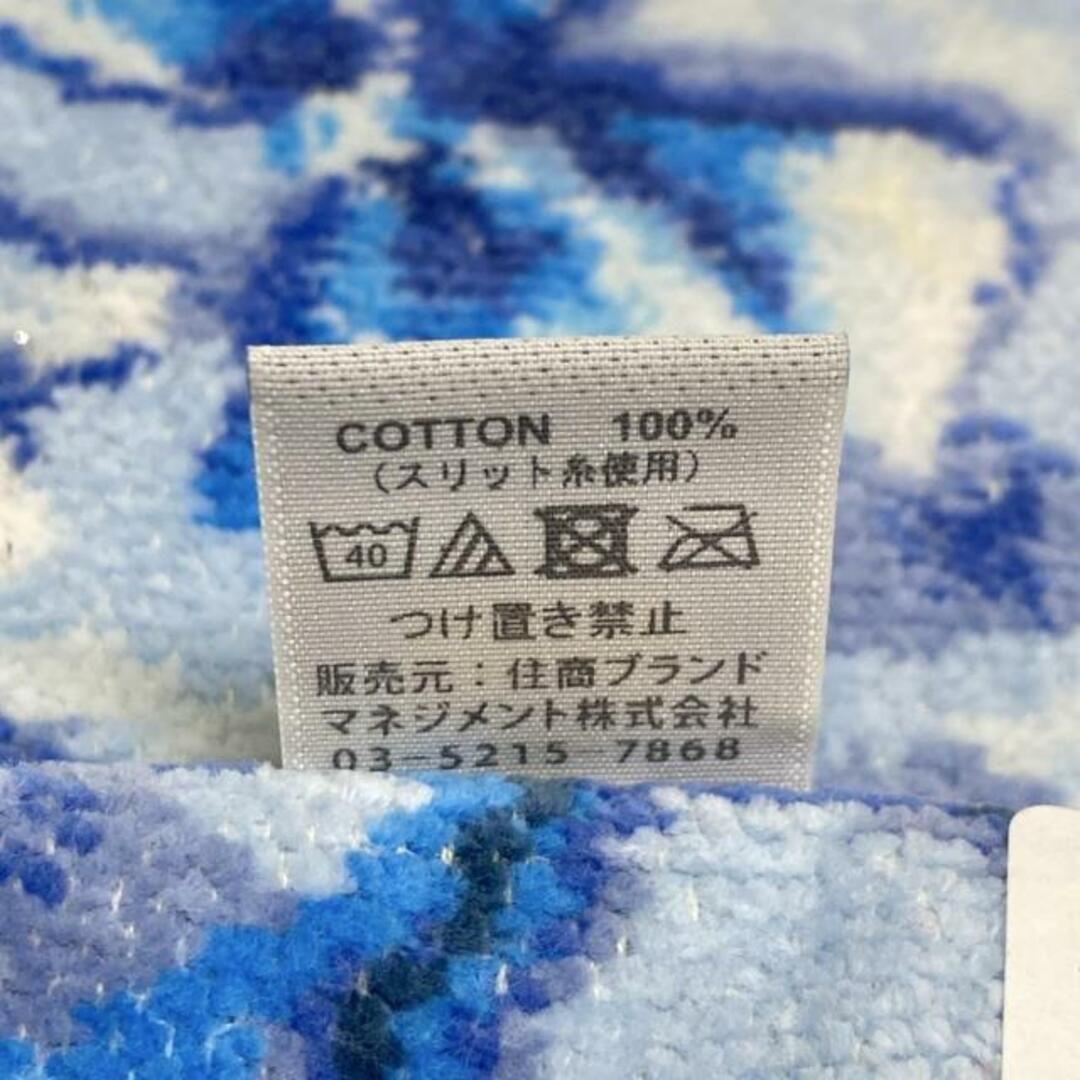 COTTON 100%
（スリット糸使用）
40
つけ置き禁止
販売元：住商ブランド
マネジメント株式会社
03-5215-7868